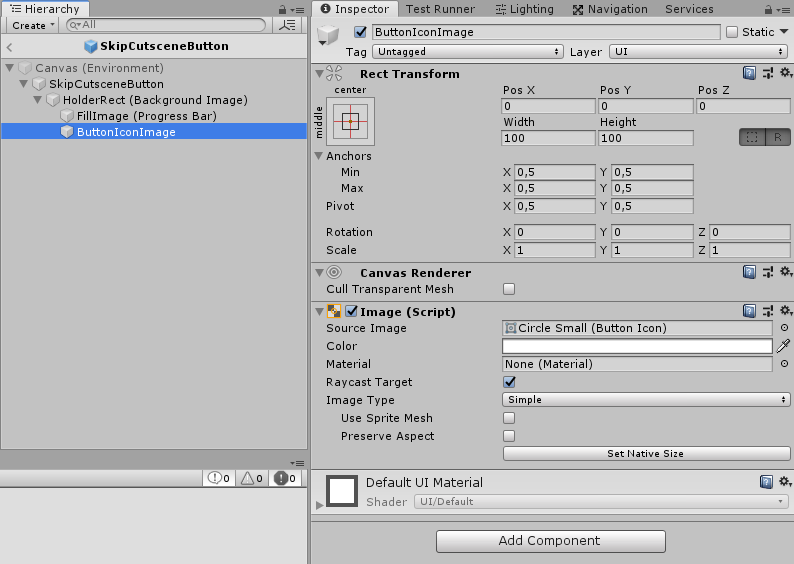 Hierarchy
Create
All
SkipCutsceneButton
Canvas (Environment)
SkipCutsceneButton
HolderRect (Background Image)
FillImage (Progress Bar)
ButtonIconImage
0 0 0
Inspector Test Runner Lighting Navigation Services
ButtonIconImage Static
Tag Untagged Layer UI
Rect Transform
center Pos X Pos Y Pos Z
middle 0 0 0
Width Height
100 100
R
Anchors
Min X 0,5 Y 0,5
Max X 0,5 Y 0,5
Pivot X 0,5 Y 0,5
Rotation X 0 Y 0 Z 0
Scale X 1 Y 1 Z 1
Canvas Renderer
Cull Transparent Mesh
Image (Script)
Source Image Circle Small (Button Icon)
Color
Material None (Material)
Raycast Target
Image Type Simple
Use Sprite Mesh
Preserve Aspect
Set Native Size
Default UI Material
Shader UI/Default
Add Component